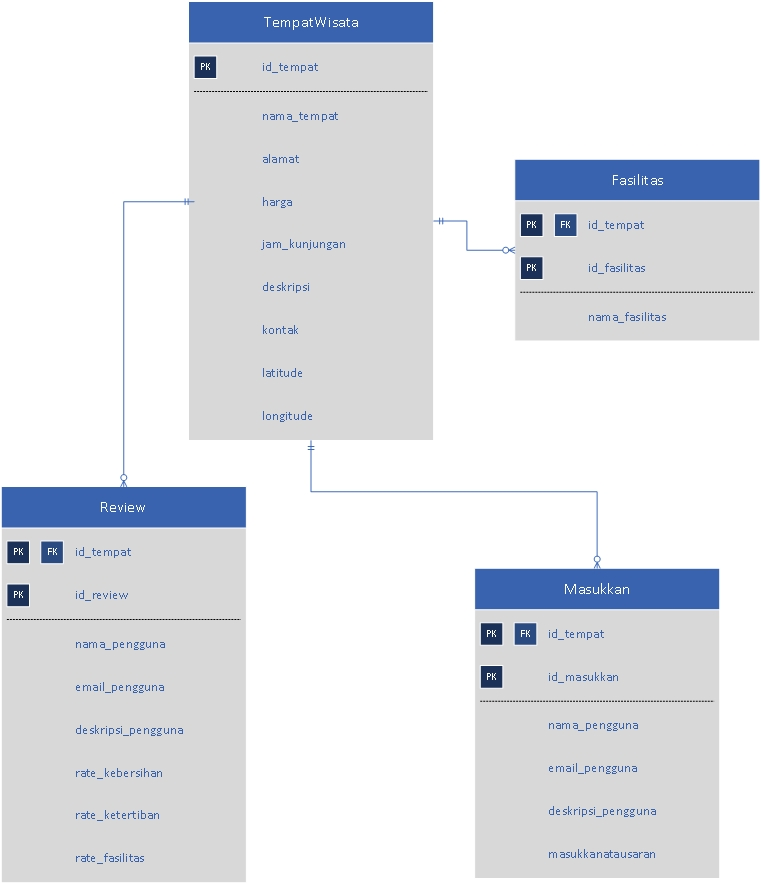 TempatWisata
PK id_tempat
nama_tempat
alamat
harga
jam_kunjungan
deskripsi
kontak
latitude
longitude
Fasilitas
PK FK id_tempat
PK id_fasilitas
nama_fasilitas
Review
PK FK id_tempat
PK id_review
nama_pengguna
email_pengguna
deskripsi_pengguna
rate_kebersihan
rate_ketertiban
rate_fasilitas
Masukkan
PK FK id_tempat
PK id_masukkan
nama_pengguna
email_pengguna
deskripsi_pengguna
masukkanatausaran